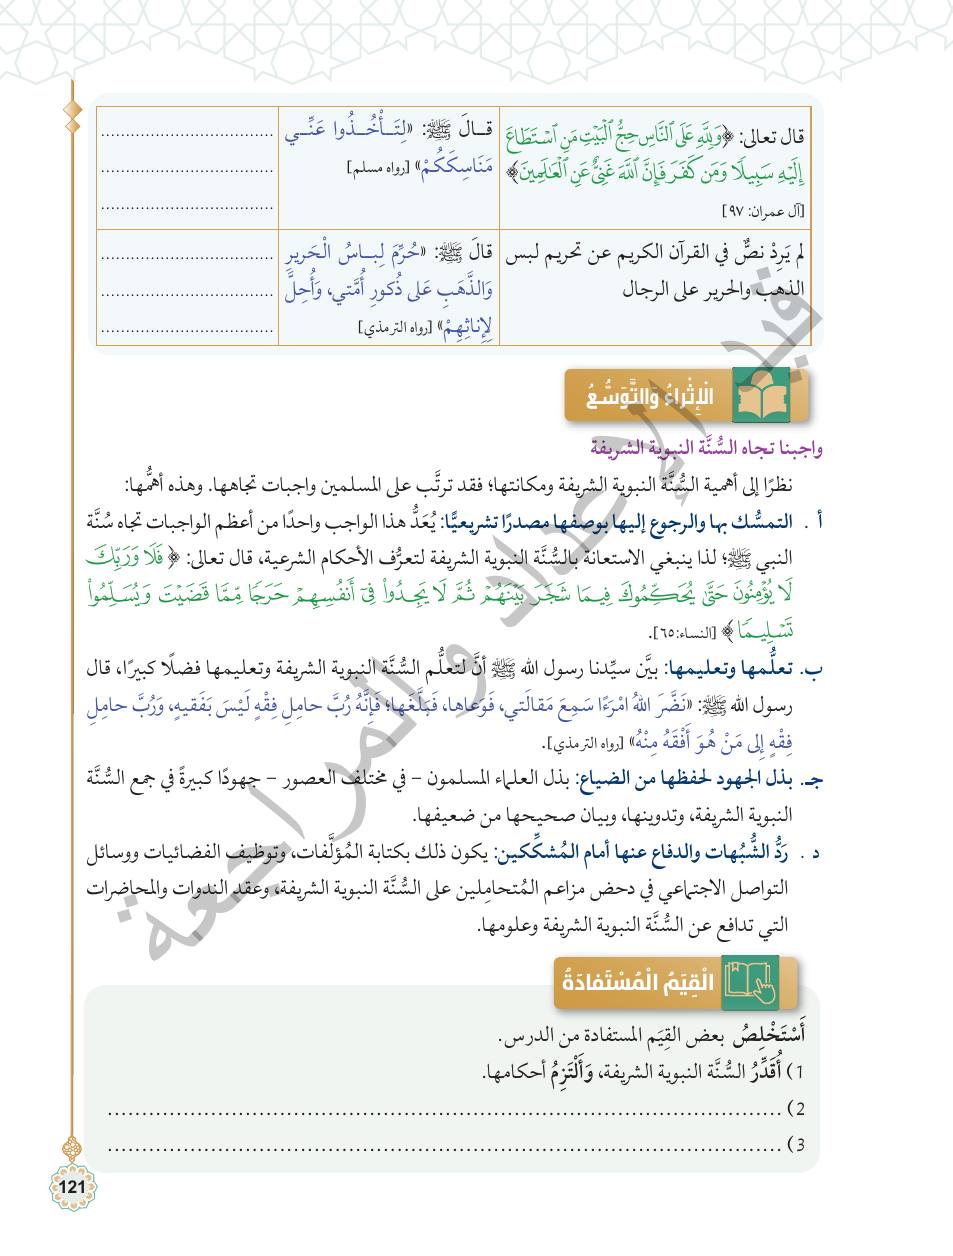 قال تعالى: ﴿وَلِلَّهِ عَلَى ٱلنَّاسِ حِجُّ ٱلْبَيْتِ مَنِ ٱسْتَطَاعَ
إِلَيْهِ سَبِيلًا وَمَن كَفَرَ فَإِنَّ ٱللَّهَ غَنِيٌّ عَنِ ٱلْعَالَمِينَ﴾
[آل عمران: ٩٧]
قالَ ﷺ: «لِتَأْخُذُوا عَنِّي
مَنَاسِكَكُمْ» [رواه مسلم]
..................................
..................................
..................................
لم يَرِدْ نصٌّ في القرآن الكريم عن تحريم لبس
الذهب والحرير على الرجال
قالَ ﷺ: «حُرِّمَ لِباسُ الْحَريرِ
وَالذَّهَبِ عَلى ذُكورِ أُمَّتي، وَأُحِلَّ
لِإِناثِهِمْ» [رواه الترمذي]
..................................
..................................
..................................
الْإِثْراءُ وَالتَّوَسُّعُ
واجبنا تجاه السُّنَّة النبوية الشريفة
نظرًا إلى أهمية السُّنَّة النبوية الشريفة ومكانتها؛ فقد ترتَّب على المسلمين واجبات تجاهها. وهذه أهمُّها:
أ . التمسُّك بها والرجوع إليها بوصفها مصدرًا تشريعيًّا: يُعَدُّ هذا الواجب واحدًا من أعظم الواجبات تجاه سُنَّة
النبي ﷺ؛ لذا ينبغي الاستعانة بالسُّنَّة النبوية الشريفة لتعرُّف الأحكام الشرعية، قال تعالى: ﴿فَلَا وَرَبِّكَ
لَا يُؤْمِنُونَ حَتَّىٰ يُحَكِّمُوكَ فِيمَا شَجَرَ بَيْنَهُمْ ثُمَّ لَا يَجِدُواْ فِىٓ أَنفُسِهِمْ حَرَجًا مِّمَّا قَضَيْتَ وَيُسَلِّمُواْ
تَسْلِيمًا﴾ [النساء:٦٥].
ب. تعلُّمها وتعليمها: بيَّن سيِّدنا رسول الله ﷺ أنَّ لتعلُّم السُّنَّة النبوية الشريفة وتعليمها فضلًا كبيرًا، قال
رسول الله ﷺ: «نَضَّرَ اللهُ امْرَءًا سَمِعَ مَقالَتي، فَوَعاها، فَبَلَّغَها؛ فَإِنَّهُ رُبَّ حامِلِ فِقْهٍ لَيْسَ بَفَقيهٍ، وَرُبَّ حامِلِ
فِقْهٍ إِلى مَنْ هُوَ أَفْقَهُ مِنْهُ» [رواه الترمذي].
جـ. بذل الجهود لحفظها من الضياع: بذل العلماء المسلمون – في مختلف العصور – جهودًا كبيرةً في جمع السُّنَّة
النبوية الشريفة، وتدوينها، وبيان صحيحها من ضعيفها.
د . رَدُّ الشُّبُهات والدفاع عنها أمام المُشكِّكين: يكون ذلك بكتابة المُؤلَّفات، وتوظيف الفضائيات ووسائل
التواصل الاجتماعي في دحض مزاعم المُتحامِلين على السُّنَّة النبوية الشريفة، وعقد الندوات والمحاضرات
التي تدافع عن السُّنَّة النبوية الشريفة وعلومها.
الْقِيَمُ الْمُسْتَفادَةُ
أَسْتَخْلِصُ بعض القِيَم المستفادة من الدرس.
1) أُقَدِّرُ السُّنَّة النبوية الشريفة، وَأَلْتَزِمُ أحكامها.
2) ..................................................................................................
3) ..................................................................................................
121
قيد الإعداد والمراجعة